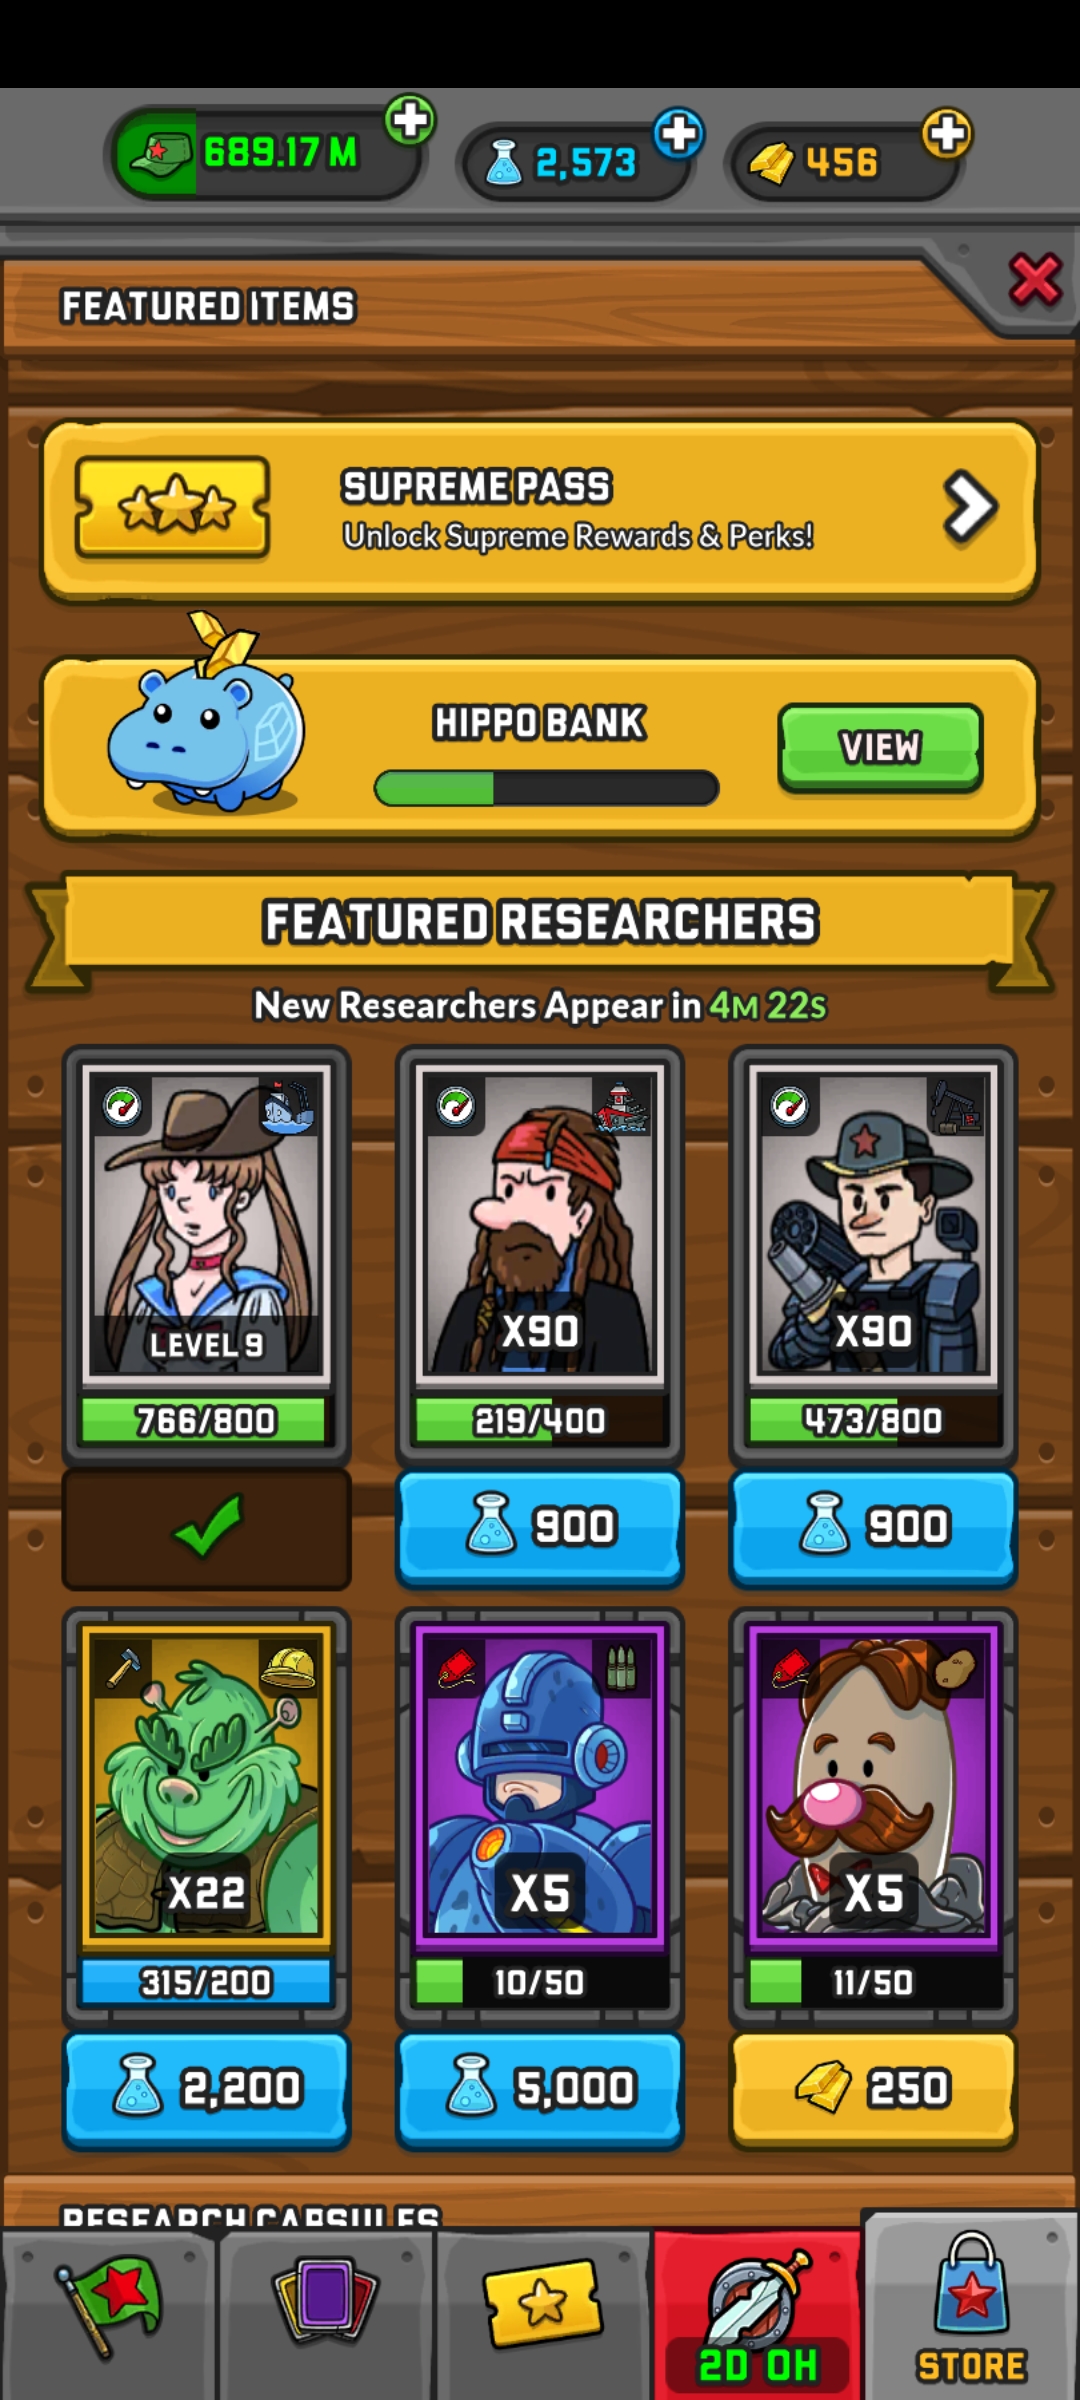 689.17 M
2,573
456
FEATURED ITEMS
SUPREME PASS
Unlock Supreme Rewards & Perks!
HIPPO BANK
VIEW
FEATURED RESEARCHERS
New Researchers Appear in 4M 22S
LEVEL 9
X90
X90
766/800
219/400
473/800
900
900
X22
X5
X5
315/200
10/50
11/50
2,200
5,000
250
RESEARCH CAPSULES
2D 0H
STORE